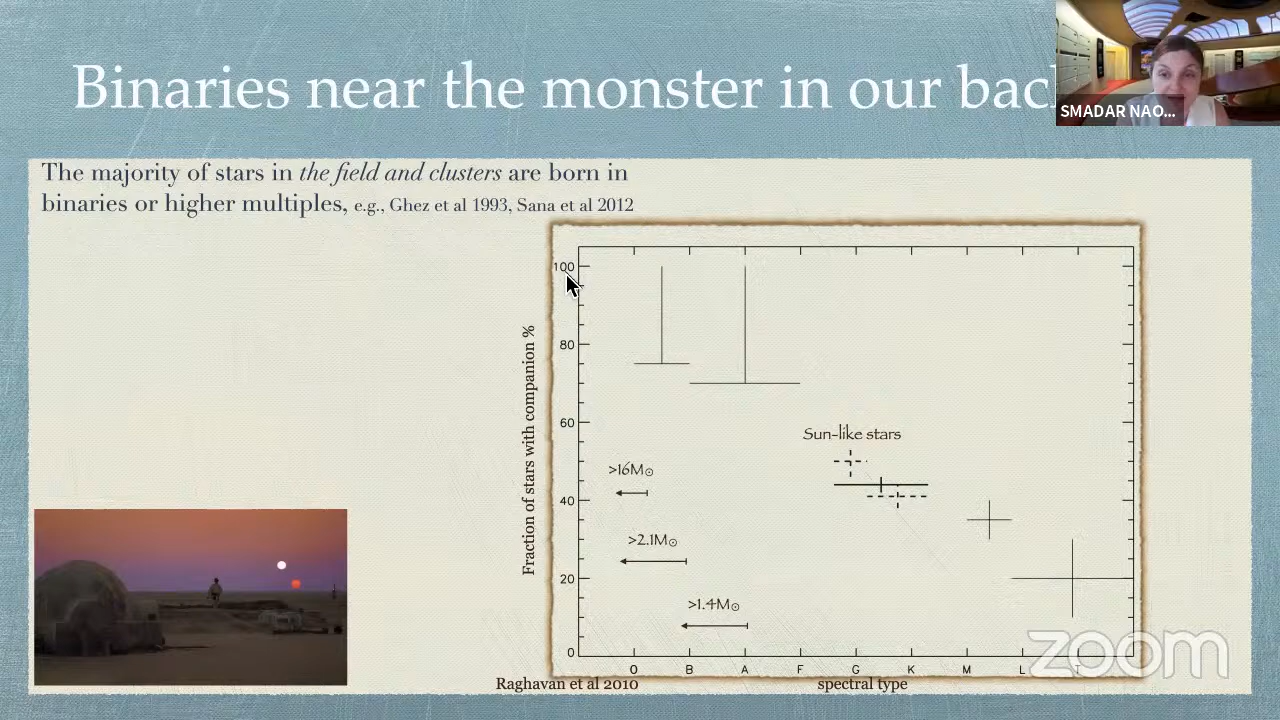 Binaries near the monster in our back
SMADAR NAO...
The majority of stars in the field and clusters are born in
binaries or higher multiples, e.g., Ghez et al 1993, Sana et al 2012
Fraction of stars with companion %
100
80
60
40
20
0
Sun-like stars
>16M☉
>2.1M☉
>1.4M☉
O B A F G K M L T
Raghavan et al 2010
spectral type
zoom